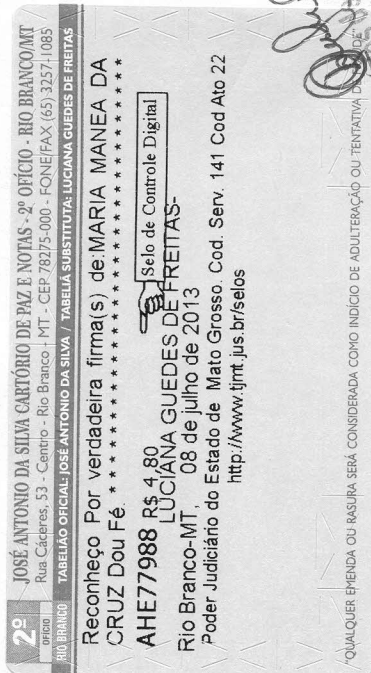 2º
OFÍCIO
RIO BRANCO
JOSÉ ANTONIO DA SILVA CARTÓRIO DE PAZ E NOTAS - 2º OFÍCIO - RIO BRANCO/MT
Rua Cáceres, 53 - Centro - Rio Branco - MT - CEP 78275-000 - FONE/FAX (65) 3257-1085
TABELIÃO OFICIAL: JOSÉ ANTONIO DA SILVA / TABELIÃ SUBSTITUTA: LUCIANA GUEDES DE FREITAS
Reconheço Por verdadeira firma(s) de:MARIA MANEA DA
CRUZ Dou Fé. * * * * * * * * * * * * * * * * * * * * * * * * * * * * * *
Selo de Controle Digital
AHE77988 R$ 4,80
LUCIANA GUEDES DE FREITAS-
Rio Branco-MT, 08 de julho de 2013
Poder Judiciário do Estado de Mato Grosso. Cod. Serv. 141 Cod Ato 22
http://www.tjmt.jus.br/selos
"QUALQUER EMENDA OU RASURA SERÁ CONSIDERADA COMO INDÍCIO DE ADULTERAÇÃO OU TENTATIVA DE